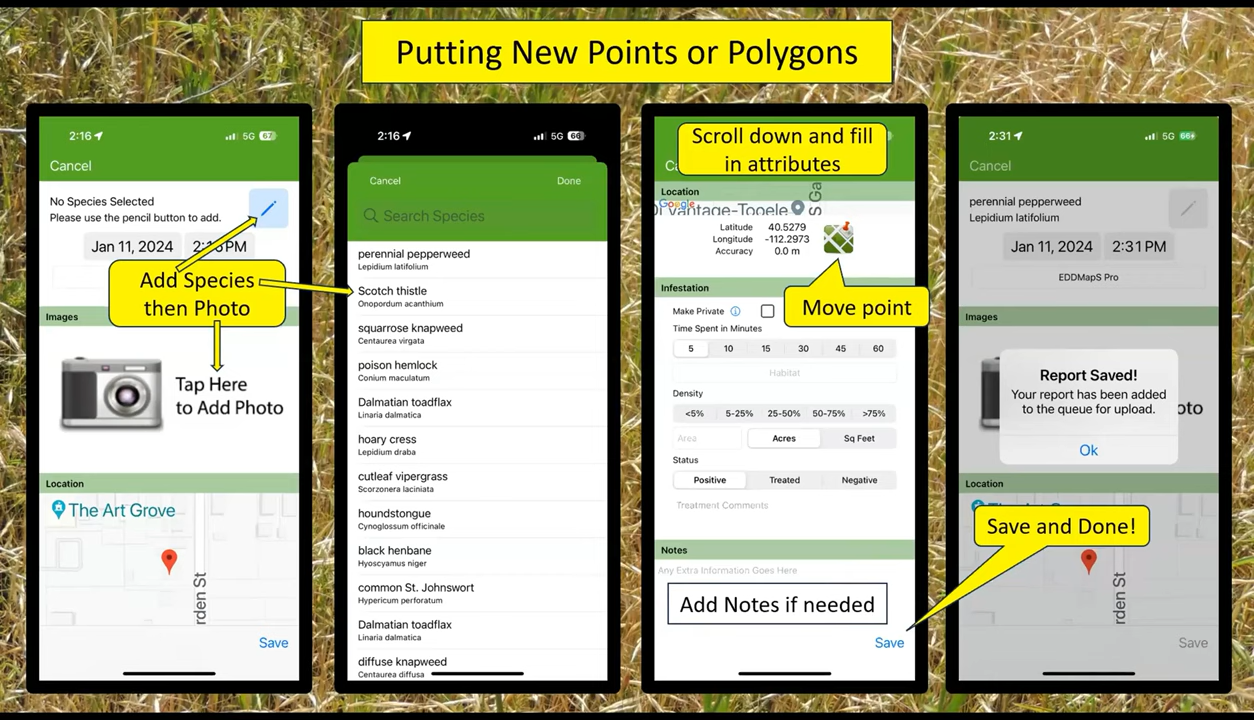 Putting New Points or Polygons
2:16
5G 67
Cancel
No Species Selected
Please use the pencil button to add.
Jan 11, 2024
PM
Add Species
then Photo
Images
Tap Here
to Add Photo
Location
The Art Grove
rden St
Save
2:16
5G 66
Cancel
Done
Search Species
perennial pepperweed
Lepidium latifolium
Scotch thistle
Onopordum acanthium
squarrose knapweed
Centaurea virgata
poison hemlock
Conium maculatum
Dalmatian toadflax
Linaria dalmatica
hoary cress
Lepidium draba
cutleaf vipergrass
Scorzonera laciniata
houndstongue
Cynoglossum officinale
black henbane
Hyoscyamus niger
common St. Johnswort
Hypericum perforatum
Dalmatian toadflax
Linaria dalmatica
diffuse knapweed
Centaurea diffusa
Scroll down and fill
in attributes
Ca
Location
Google
vantage-Tooele
S Ga
Latitude 40.5279
Longitude -112.2973
Accuracy 0.0 m
Move point
Infestation
Make Private
Time Spent in Minutes
5 10 15 30 45 60
Habitat
Density
<5% 5-25% 25-50% 50-75% >75%
Area Acres Sq Feet
Status
Positive Treated Negative
Treatment Comments
Notes
Any Extra Information Goes Here
Add Notes if needed
Save
2:31
5G 66
Cancel
perennial pepperweed
Lepidium latifolium
Jan 11, 2024 2:31 PM
EDDMapS Pro
Images
Report Saved!
Your report has been added
to the queue for upload.
Ok
oto
Location
Save and Done!
rden St
Save